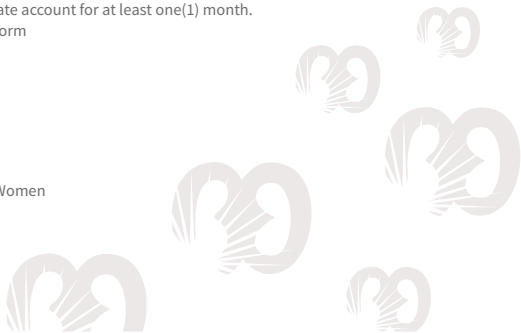 ate account for at least one(1) month.
orm
Women